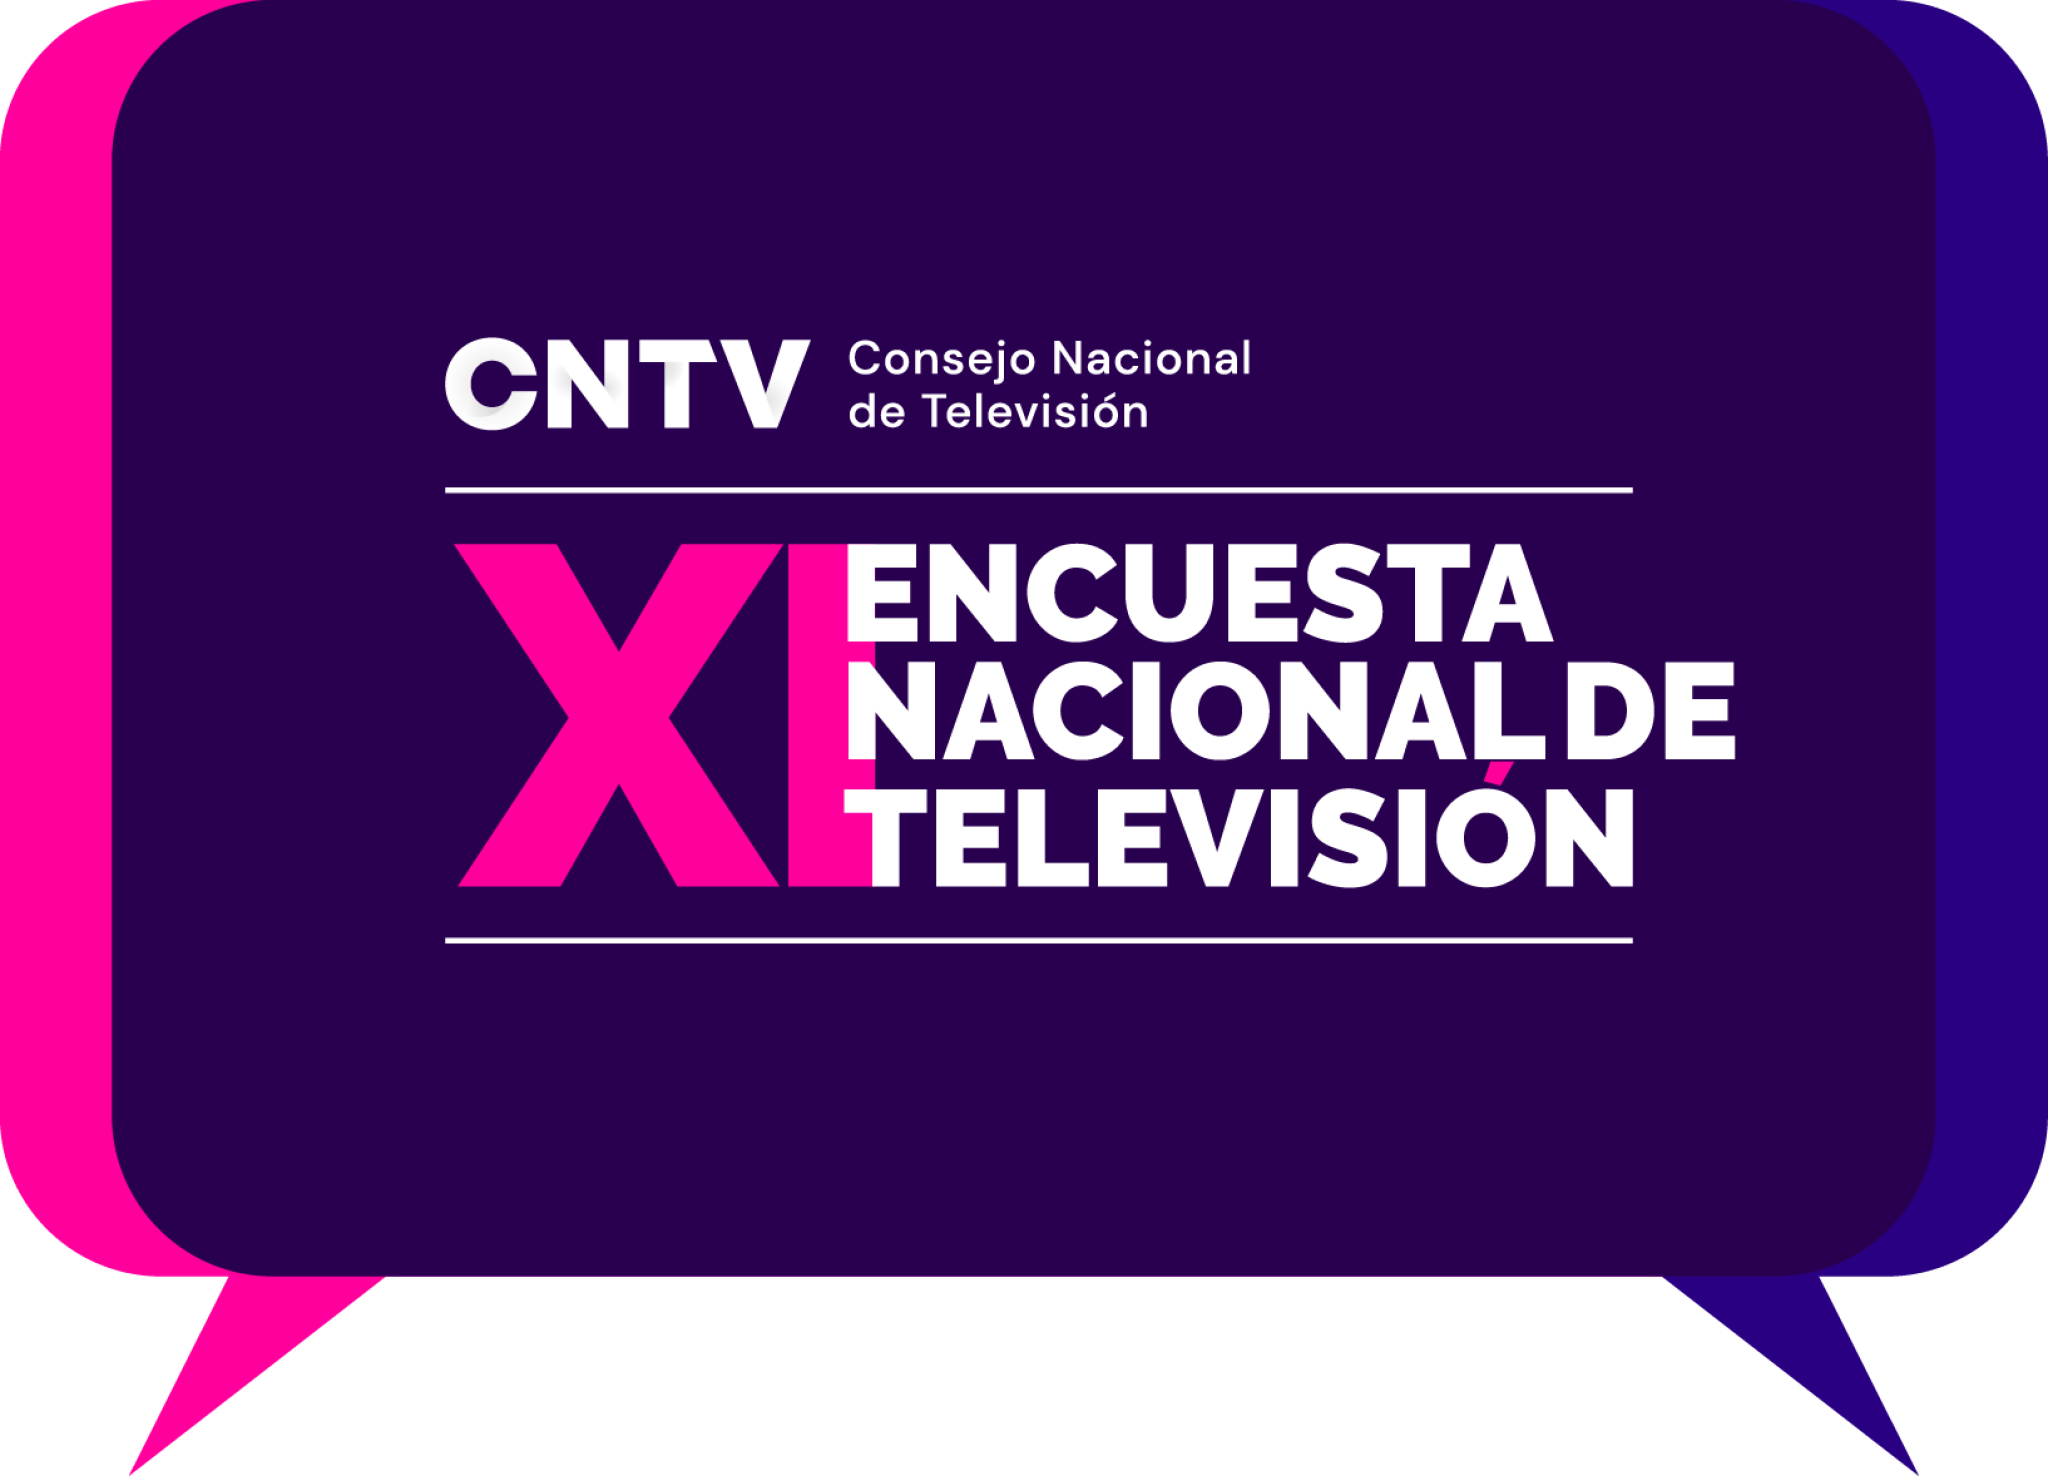 CNTV Consejo Nacional
de Televisión
XI ENCUESTA
NACIONAL DE
TELEVISIÓN